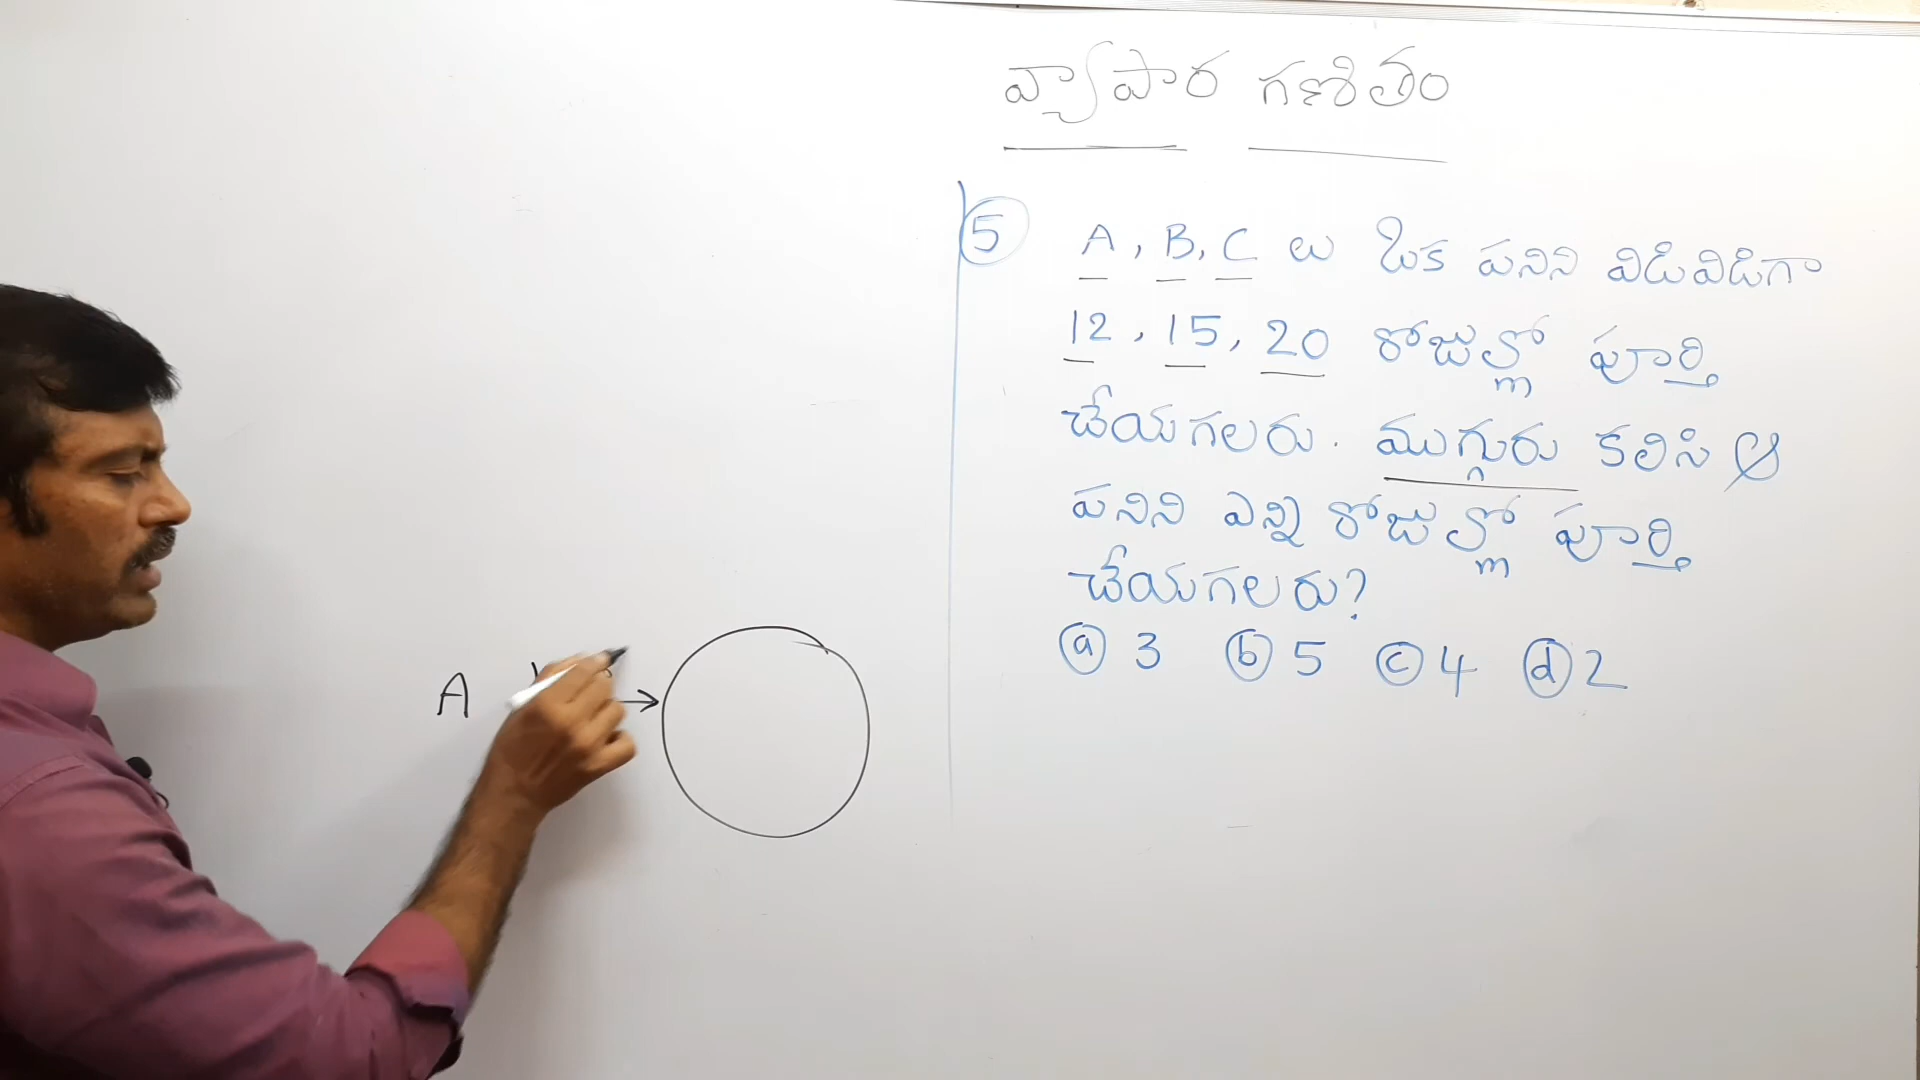 వ్యాపార గణితం
5 A, B, C లు ఒక పనిని విడివిడిగా
12, 15, 20 రోజుల్లో పూర్తి
చేయగలరు. ముగ్గురు కలిసి ఆ
పనిని ఎన్ని రోజుల్లో పూర్తి
చేయగలరు?
a 3 b 5 c 4 d 2
A